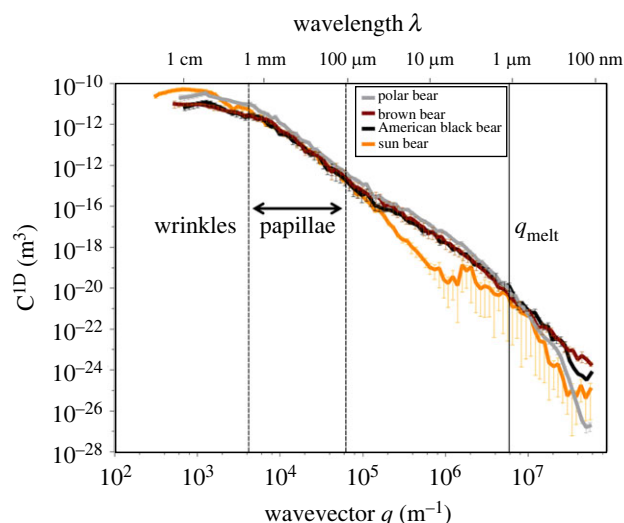 wavelength λ
1 cm 1 mm 100 µm 10 µm 1 µm 100 nm
10⁻¹⁰
10⁻¹²
10⁻¹²
10⁻¹⁶
10⁻¹⁸
10⁻²⁰
10⁻²²
10⁻²⁴
10⁻²⁶
10⁻²⁸
C¹ᴰ (m³)
polar bear
brown bear
American black bear
sun bear
wrinkles papillae
q_melt
10² 10³ 10⁴ 10⁵ 10⁶ 10⁷
wavevector q (m⁻¹)